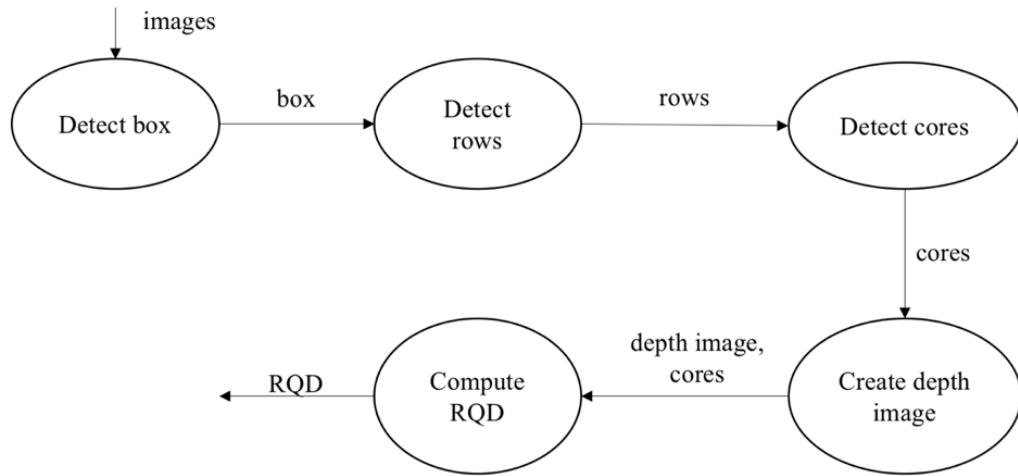 images
Detect box
box
Detect
rows
rows
Detect cores
cores
Create depth
image
depth image,
cores
Compute
RQD
RQD